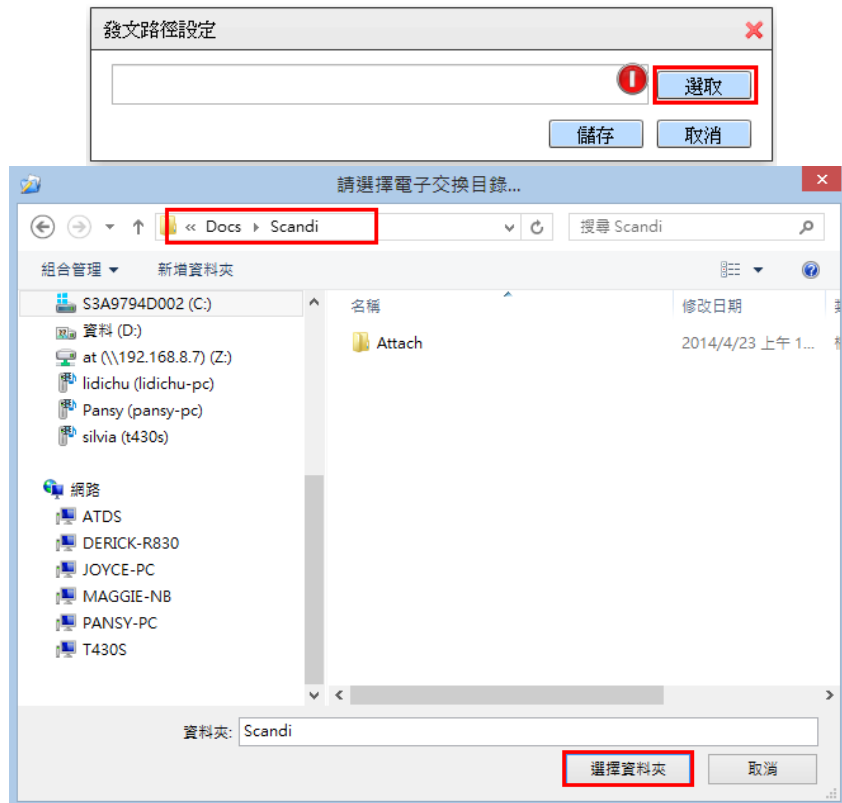 發文路徑設定
選取
儲存 取消
請選擇電子交換目錄...
« Docs Scandi
搜尋 Scandi
組合管理 新增資料夾
S3A9794D002 (C:)
資料 (D:)
at (\\192.168.8.7) (Z:)
lidichu (lidichu-pc)
Pansy (pansy-pc)
silvia (t430s)
網路
ATDS
DERICK-R830
JOYCE-PC
MAGGIE-NB
PANSY-PC
T430S
名稱 修改日期
Attach 2014/4/23 上午 1...
資料夾: Scandi
選擇資料夾 取消